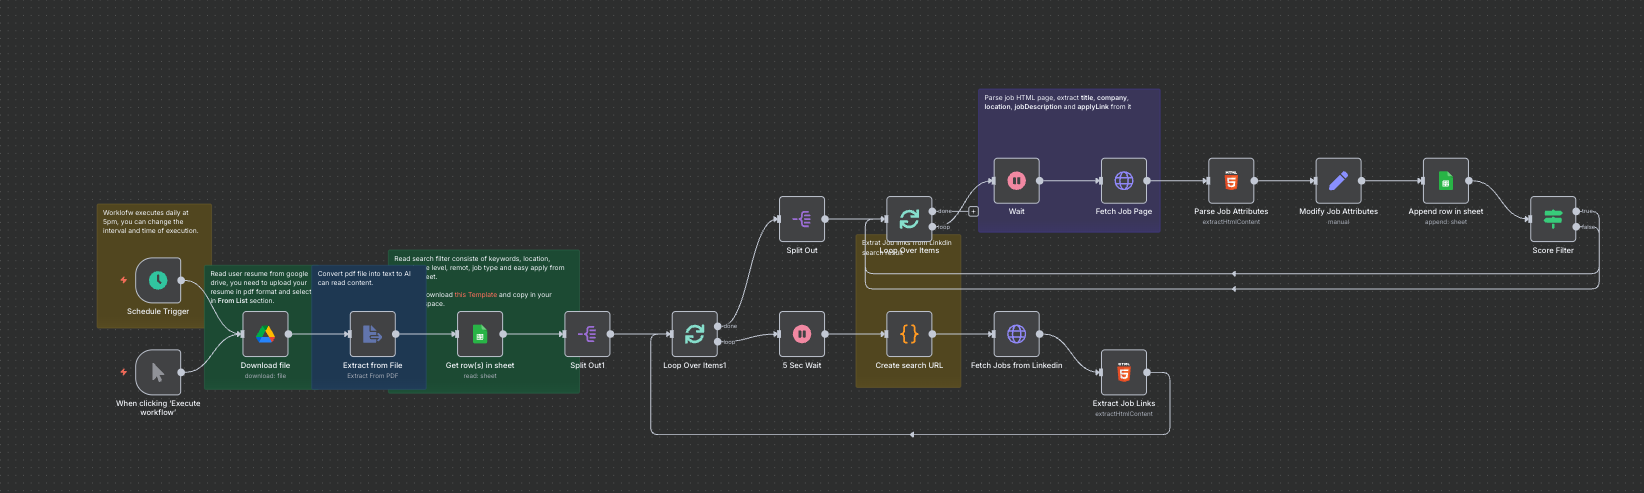 Parse job HTML page, extract title, company,
location, jobDescription and applyLink from it
Wait
Fetch Job Page
Parse Job Attributes
extractHtmlContent
Modify Job Attributes
manual
Append row in sheet
append: sheet
Score Filter
true
false
Split Out
Loop Over Items
done
loop
Extrat Job links from Linkdin
search
Worklofw executes daily at
5pm, you can change the
interval and time of execution.
Schedule Trigger
When clicking ‘Execute
workflow’
Read user resume from google
drive, you need to upload your
resume in pdf format and select
in From List section.
Download file
download: file
Convert pdf file into text to AI
can read content.
Extract from File
Extract From PDF
Read search filter consiste of keywords, location,
level, remot, job type and easy apply from
ownload this Template and copy in your
space.
Get row(s) in sheet
read: sheet
Split Out1
Loop Over Items1
done
loop
5 Sec Wait
Create search URL
Fetch Jobs from Linkedin
Extract Job Links
extractHtmlContent